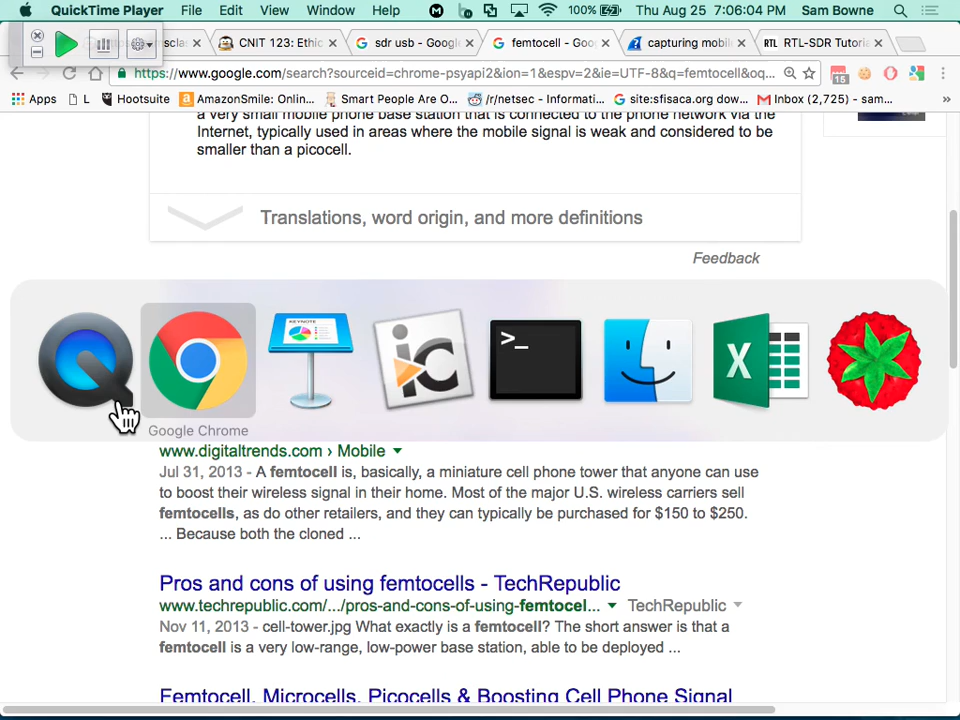 QuickTime Player File Edit View Window Help 100% Thu Aug 25 7:06:04 PM Sam Bowne
CNIT 123: Ethic
sdr usb - Google
femtocell - Goo
capturing mobile
RTL-SDR Tutoria
https://www.google.com/search?sourceid=chrome-psyapi2&ion=1&espv=2&ie=UTF-8&q=femtocell&oq...
15
Apps L Hootsuite AmazonSmile: Onlin... Smart People Are O... /r/netsec - Informati... site:sfisaca.org dow... Inbox (2,725) - sam... »
a very small mobile phone base station that is connected to the phone network via the
Internet, typically used in areas where the mobile signal is weak and considered to be
smaller than a picocell.
Translations, word origin, and more definitions
Feedback
KEYNOTE
ic
>_
X
Google Chrome
www.digitaltrends.com › Mobile
Jul 31, 2013 - A femtocell is, basically, a miniature cell phone tower that anyone can use
to boost their wireless signal in their home. Most of the major U.S. wireless carriers sell
femtocells, as do other retailers, and they can typically be purchased for $150 to $250.
... Because both the cloned ...
Pros and cons of using femtocells - TechRepublic
www.techrepublic.com/.../pros-and-cons-of-using-femtocel... TechRepublic
Nov 11, 2013 - cell-tower.jpg What exactly is a femtocell? The short answer is that a
femtocell is a very low-range, low-power base station, able to be deployed ...
Femtocell, Microcells, Picocells & Boosting Cell Phone Signal